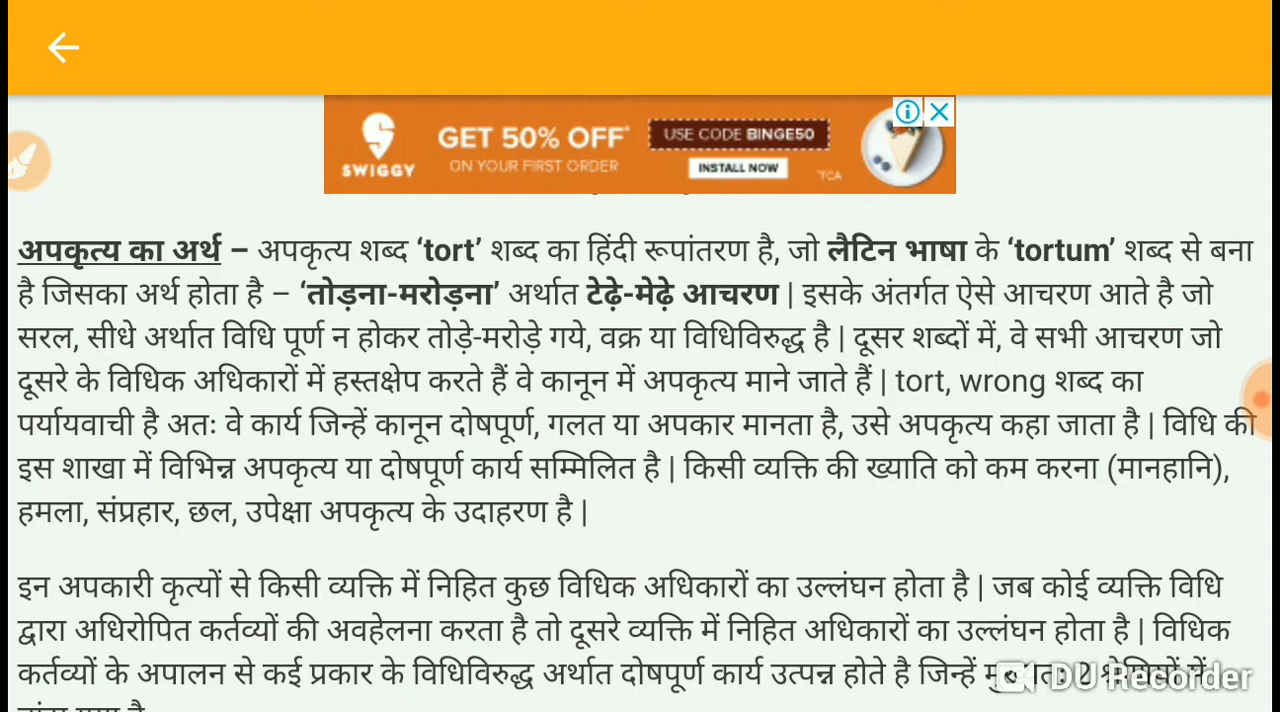 SWIGGY
GET 50% OFF*
ON YOUR FIRST ORDER
USE CODE BINGE50
INSTALL NOW
*TCA
अपकृत्य का अर्थ – अपकृत्य शब्द ‘tort’ शब्द का हिंदी रूपांतरण है, जो लैटिन भाषा के ‘tortum’ शब्द से बना
है जिसका अर्थ होता है – ‘तोड़ना-मरोड़ना’ अर्थात टेढ़े-मेढ़े आचरण | इसके अंतर्गत ऐसे आचरण आते है जो
सरल, सीधे अर्थात विधि पूर्ण न होकर तोड़े-मरोड़े गये, वक्र या विधिविरुद्ध है | दूसर शब्दों में, वे सभी आचरण जो
दूसरे के विधिक अधिकारों में हस्तक्षेप करते हैं वे कानून में अपकृत्य माने जाते हैं | tort, wrong शब्द का
पर्यायवाची है अतः वे कार्य जिन्हें कानून दोषपूर्ण, गलत या अपकार मानता है, उसे अपकृत्य कहा जाता है | विधि की
इस शाखा में विभिन्न अपकृत्य या दोषपूर्ण कार्य सम्मिलित है | किसी व्यक्ति की ख्याति को कम करना (मानहानि),
हमला, संप्रहार, छल, उपेक्षा अपकृत्य के उदाहरण है |
इन अपकारी कृत्यों से किसी व्यक्ति में निहित कुछ विधिक अधिकारों का उल्लंघन होता है | जब कोई व्यक्ति विधि
द्वारा अधिरोपित कर्तव्यों की अवहेलना करता है तो दूसरे व्यक्ति में निहित अधिकारों का उल्लंघन होता है | विधिक
कर्तव्यों के अपालन से कई प्रकार के विधिविरुद्ध अर्थात दोषपूर्ण कार्य उत्पन्न होते है जिन्हें 2 में
DU Recorder